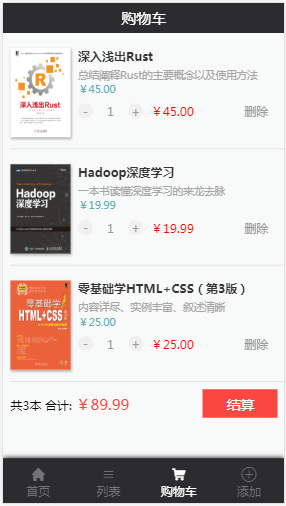 购物车
深入浅出Rust
深入浅出Rust
总结阐释Rust的主要概念以及使用方法
￥45.00
- 1 + ￥45.00 删除
Hadoop
深度学习
Hadoop深度学习
一本书读懂深度学习的来龙去脉
￥19.99
- 1 + ￥19.99 删除
零基础学
HTML+CSS
零基础学HTML+CSS（第3版）
内容详尽、实例丰富、叙述清晰
￥25.00
- 1 + ￥25.00 删除
共3本 合计: ￥89.99 结算
首页 列表 购物车 添加